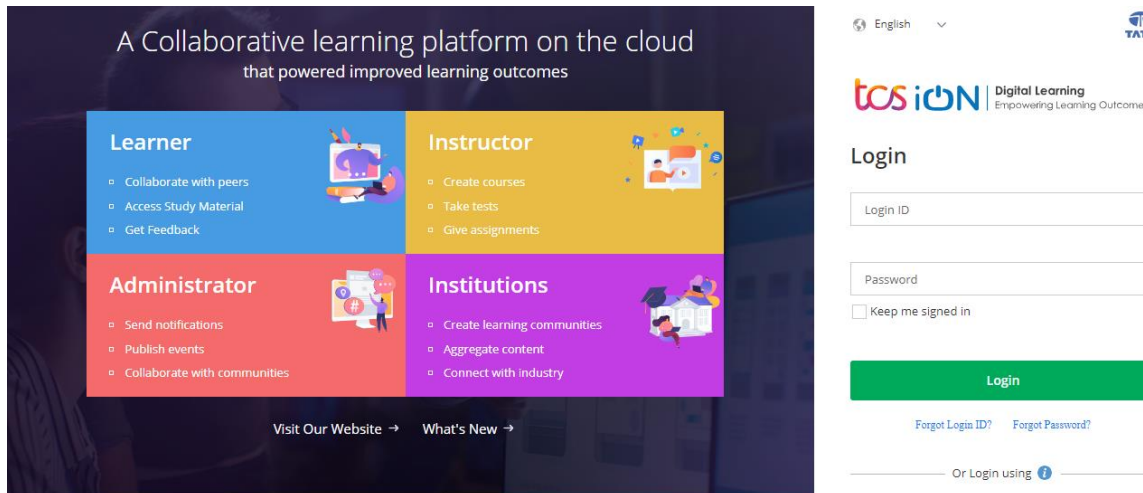 A Collaborative learning platform on the cloud
that powered improved learning outcomes
Learner
Collaborate with peers
Access Study Material
Get Feedback
Instructor
Create courses
Take tests
Give assignments
Administrator
Send notifications
Publish events
Collaborate with communities
#
Institutions
Create learning communities
Aggregate content
Connect with industry
Visit Our Website →
What's New →
English
tcs iON
Digital Learning
Empowering Learning Outcome
Login
Login ID
Password
Keep me signed in
Login
Forgot Login ID? Forgot Password?
Or Login using i